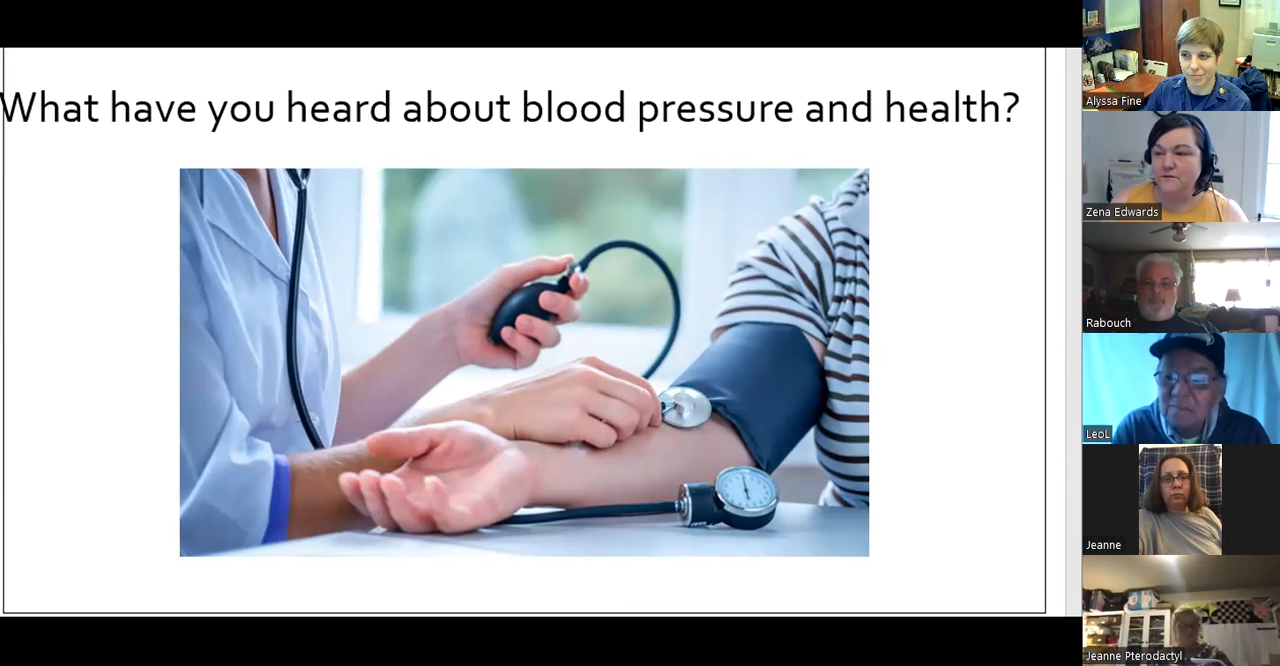 What have you heard about blood pressure and health?
Alyssa Fine
Zena Edwards
Rabouch
LeoL
Jeanne
Jeanne Pterodactyl